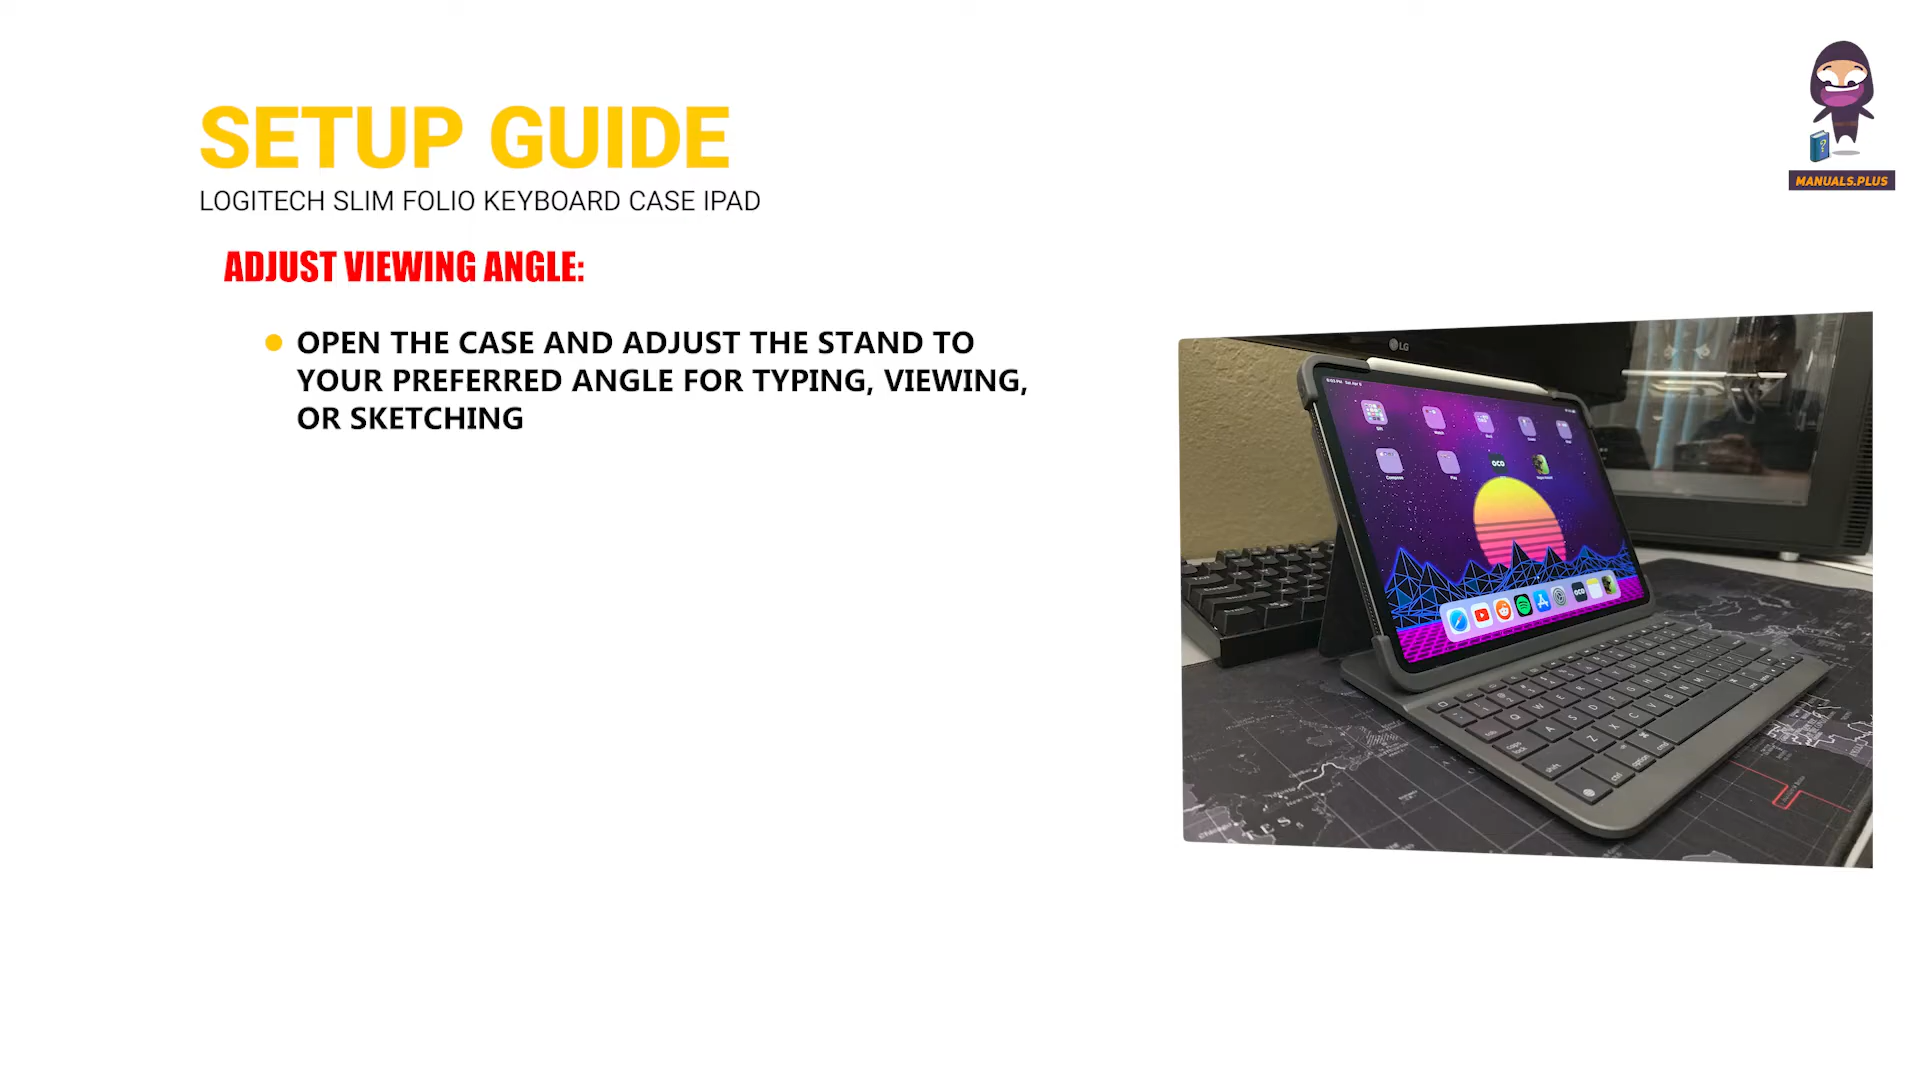 SETUP GUIDE
LOGITECH SLIM FOLIO KEYBOARD CASE IPAD
MANUALS.PLUS
ADJUST VIEWING ANGLE:
OPEN THE CASE AND ADJUST THE STAND TO
YOUR PREFERRED ANGLE FOR TYPING, VIEWING,
OR SKETCHING
LG